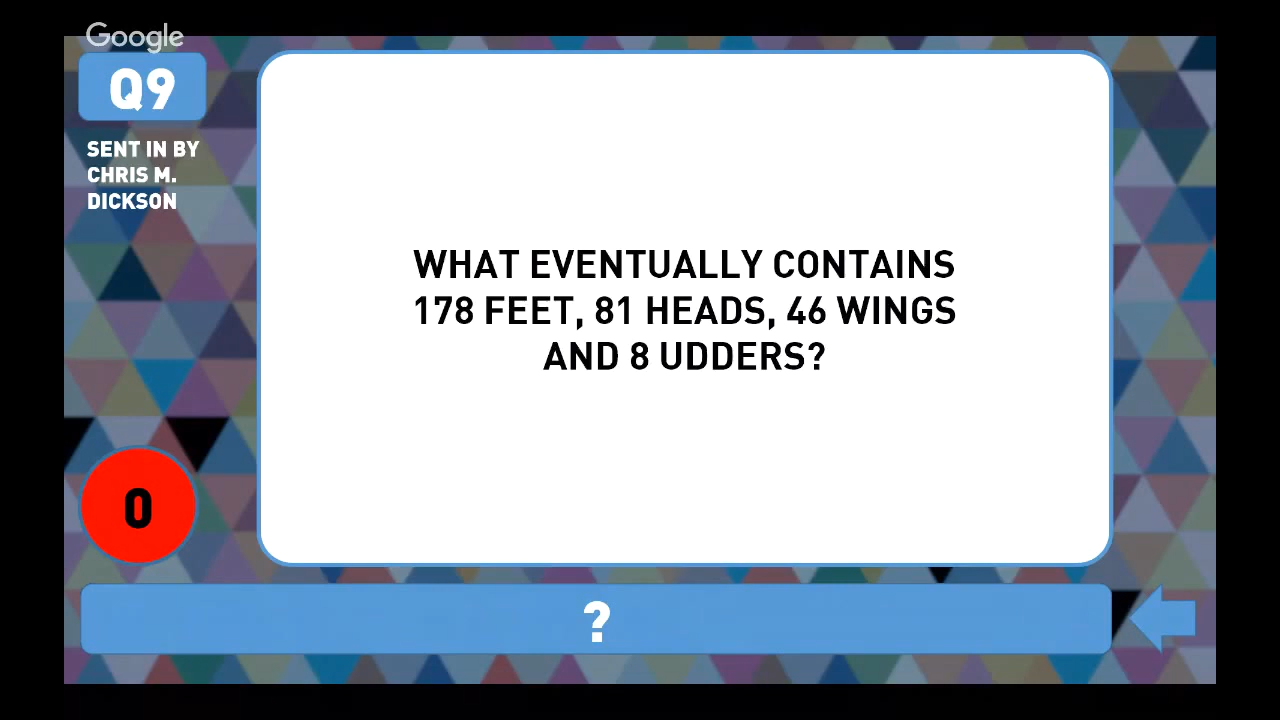 Google
Q9
SENT IN BY
CHRIS M.
DICKSON
WHAT EVENTUALLY CONTAINS
178 FEET, 81 HEADS, 46 WINGS
AND 8 UDDERS?
0
?